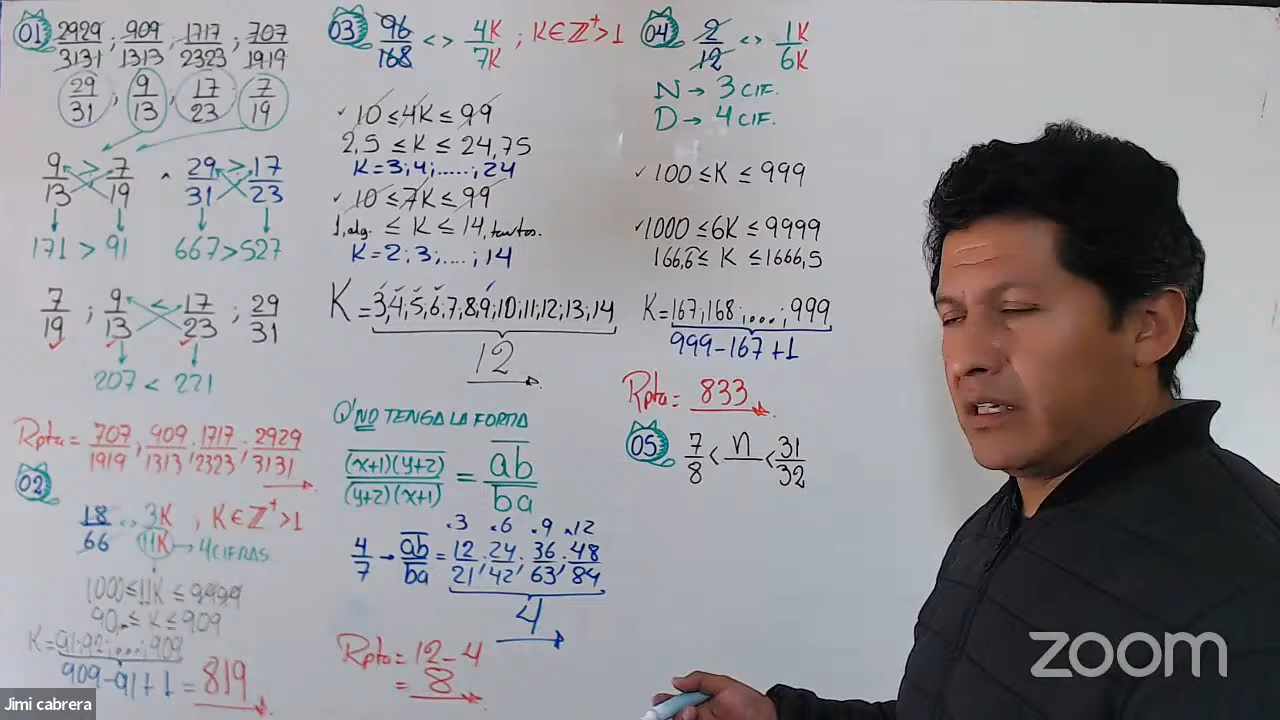 01 2929/3131 ; 909/1313 ; 1717/2323 ; 707/1919
29/31 ; 9/13 ; 17/23 ; 7/19
9/13 > 7/19 ^ 29/31 > 17/23
171 > 91 667 > 527
7/19 ; 9/13 < 17/23 ; 29/31
207 < 221
Rpta = 707/1919 ; 909/1313 ; 1717/2323 ; 2929/3131
02
18/66 <> 3K/11K , K∈Z⁺>1
→ 4 CIFRAS
1000 ≤ 11K ≤ 9999
90,... ≤ K ≤ 909
K = 91; 92; ...; 909
909-91+1 = 819
03 96/168 <> 4K/7K ; K∈Z⁺>1
✓ 10 ≤ 4K ≤ 99
2,5 ≤ K ≤ 24,75
K = 3; 4; ......; 24
✓ 10 ≤ 7K ≤ 99
1,alg. ≤ K ≤ 14,tantos.
K = 2; 3; ....; 14
K = 3,4,5,6,7,8,9,10,11,12,13,14
12
Q' NO TENGA LA FORMA
(x+1)(y+2)/(y+2)(x+1) = ab/ba
.3 .6 .9 .12
4/7 → ab/ba = 12/21 , 24/42 , 36/63 , 48/84
4
Rpta = 12 - 4
= 8
04 2/12 <> 1K/6K
N → 3 CIF.
D → 4 CIF.
✓ 100 ≤ K ≤ 999
✓ 1000 ≤ 6K ≤ 9999
166,6 ≤ K ≤ 1666,5
K = 167; 168; ...; 999
999 - 167 + 1
Rpta = 833
05 7/8 < n/ < 31/32
zoom
Jimi cabrera